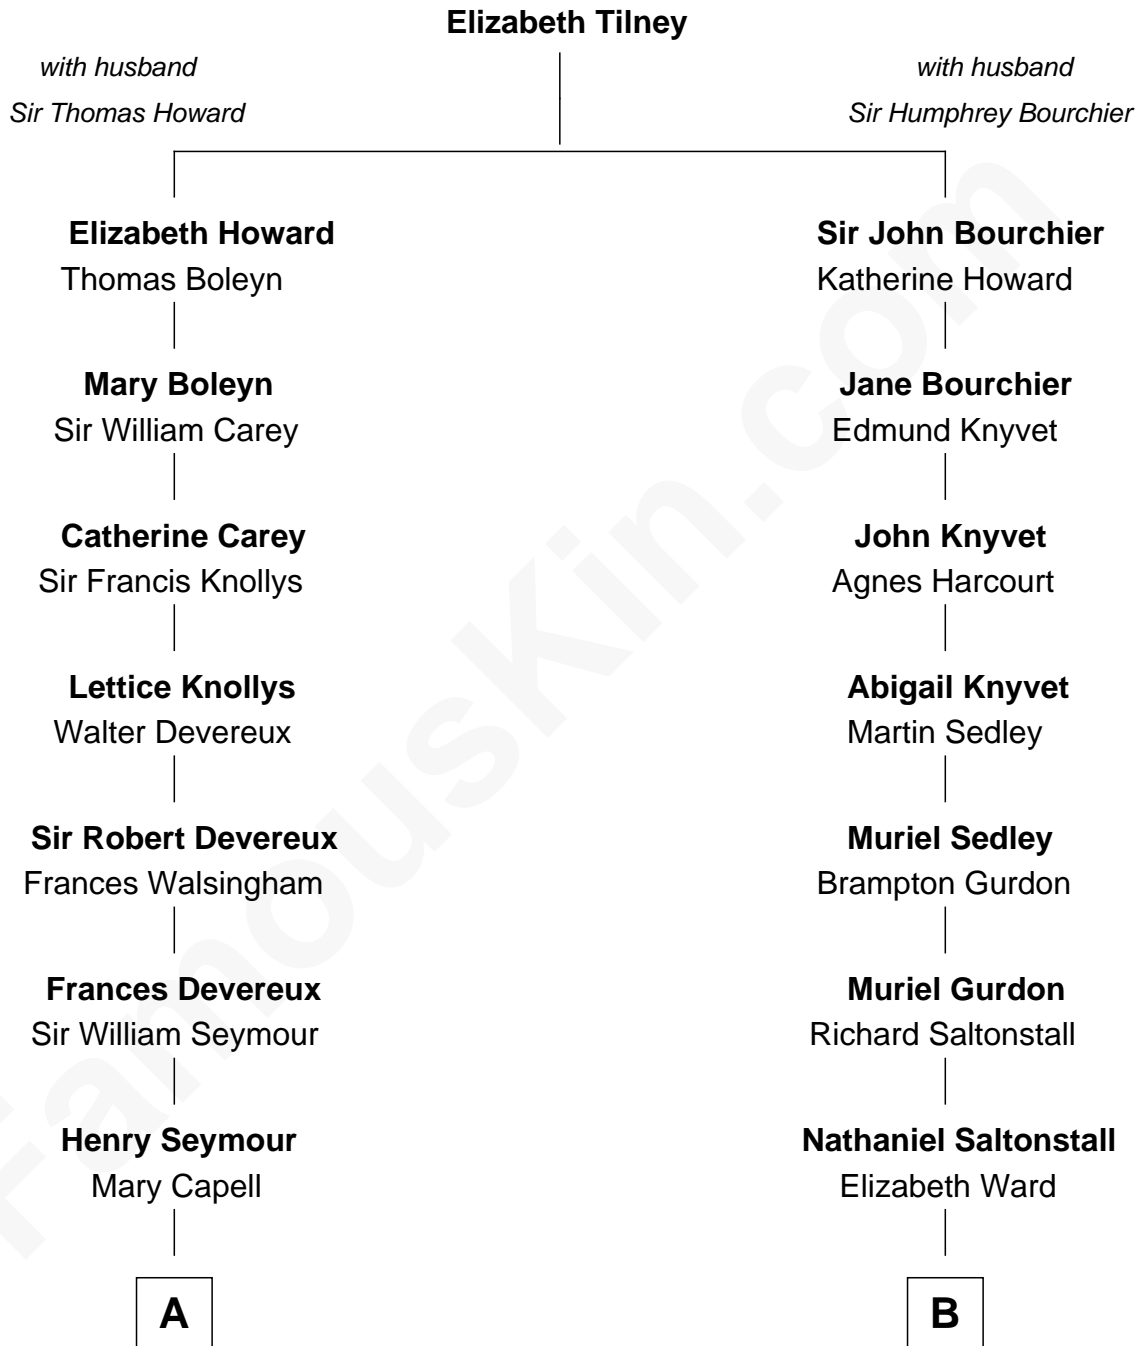 Elizabeth Tilney
with husband
Sir Thomas Howard
with husband
Sir Humphrey Bourchier
Elizabeth Howard
Thomas Boleyn
Sir John Bourchier
Katherine Howard
Mary Boleyn
Sir William Carey
Jane Bourchier
Edmund Knyvet
Catherine Carey
Sir Francis Knollys
John Knyvet
Agnes Harcourt
Lettice Knollys
Walter Devereux
Abigail Knyvet
Martin Sedley
Sir Robert Devereux
Frances Walsingham
Muriel Sedley
Brampton Gurdon
Frances Devereux
Sir William Seymour
Muriel Gurdon
Richard Saltonstall
Henry Seymour
Mary Capell
Nathaniel Saltonstall
Elizabeth Ward
A
B
FamousKin.com